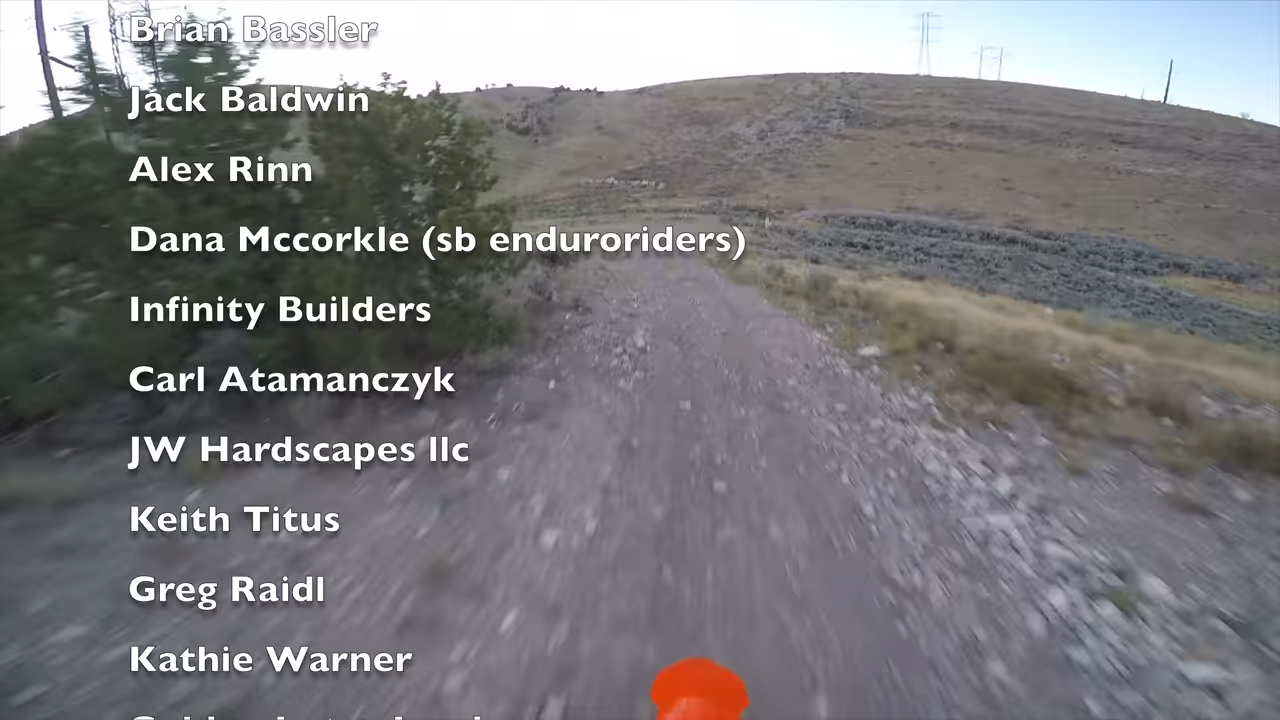 Brian Bassler
Jack Baldwin
Alex Rinn
Dana Mccorkle (sb enduroriders)
Infinity Builders
Carl Atamanczyk
JW Hardscapes llc
Keith Titus
Greg Raidl
Kathie Warner